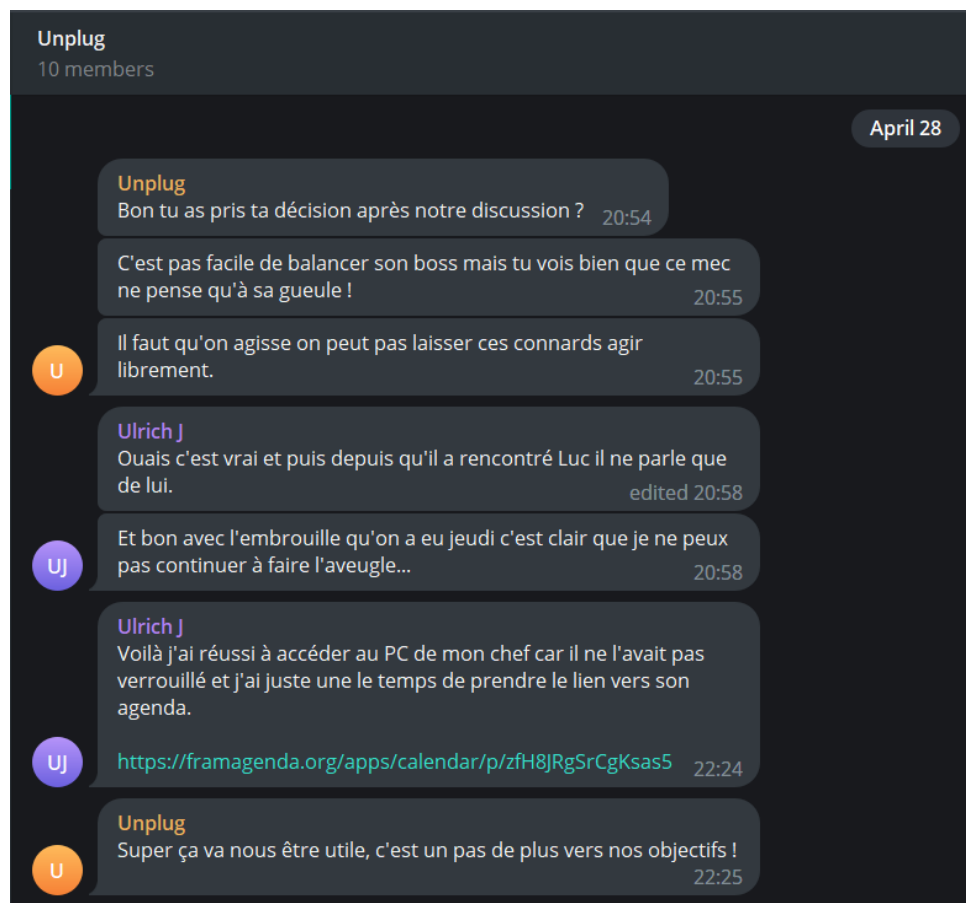 Unplug
10 members
April 28
Unplug
Bon tu as pris ta décision après notre discussion ? 20:54
C'est pas facile de balancer son boss mais tu vois bien que ce mec
ne pense qu'à sa gueule !
20:55
Il faut qu'on agisse on peut pas laisser ces connards agir
librement.
20:55
U
Ulrich J
Ouais c'est vrai et puis depuis qu'il a rencontré Luc il ne parle que
de lui.
edited 20:58
Et bon avec l'embrouille qu'on a eu jeudi c'est clair que je ne peux
pas continuer à faire l'aveugle...
20:58
UJ
Ulrich J
Voilà j'ai réussi à accéder au PC de mon chef car il ne l'avait pas
verrouillé et j'ai juste une le temps de prendre le lien vers son
agenda.
https://framagenda.org/apps/calendar/p/zfH8JRgSrCgKsas5 22:24
UJ
Unplug
Super ça va nous être utile, c'est un pas de plus vers nos objectifs !
22:25
U